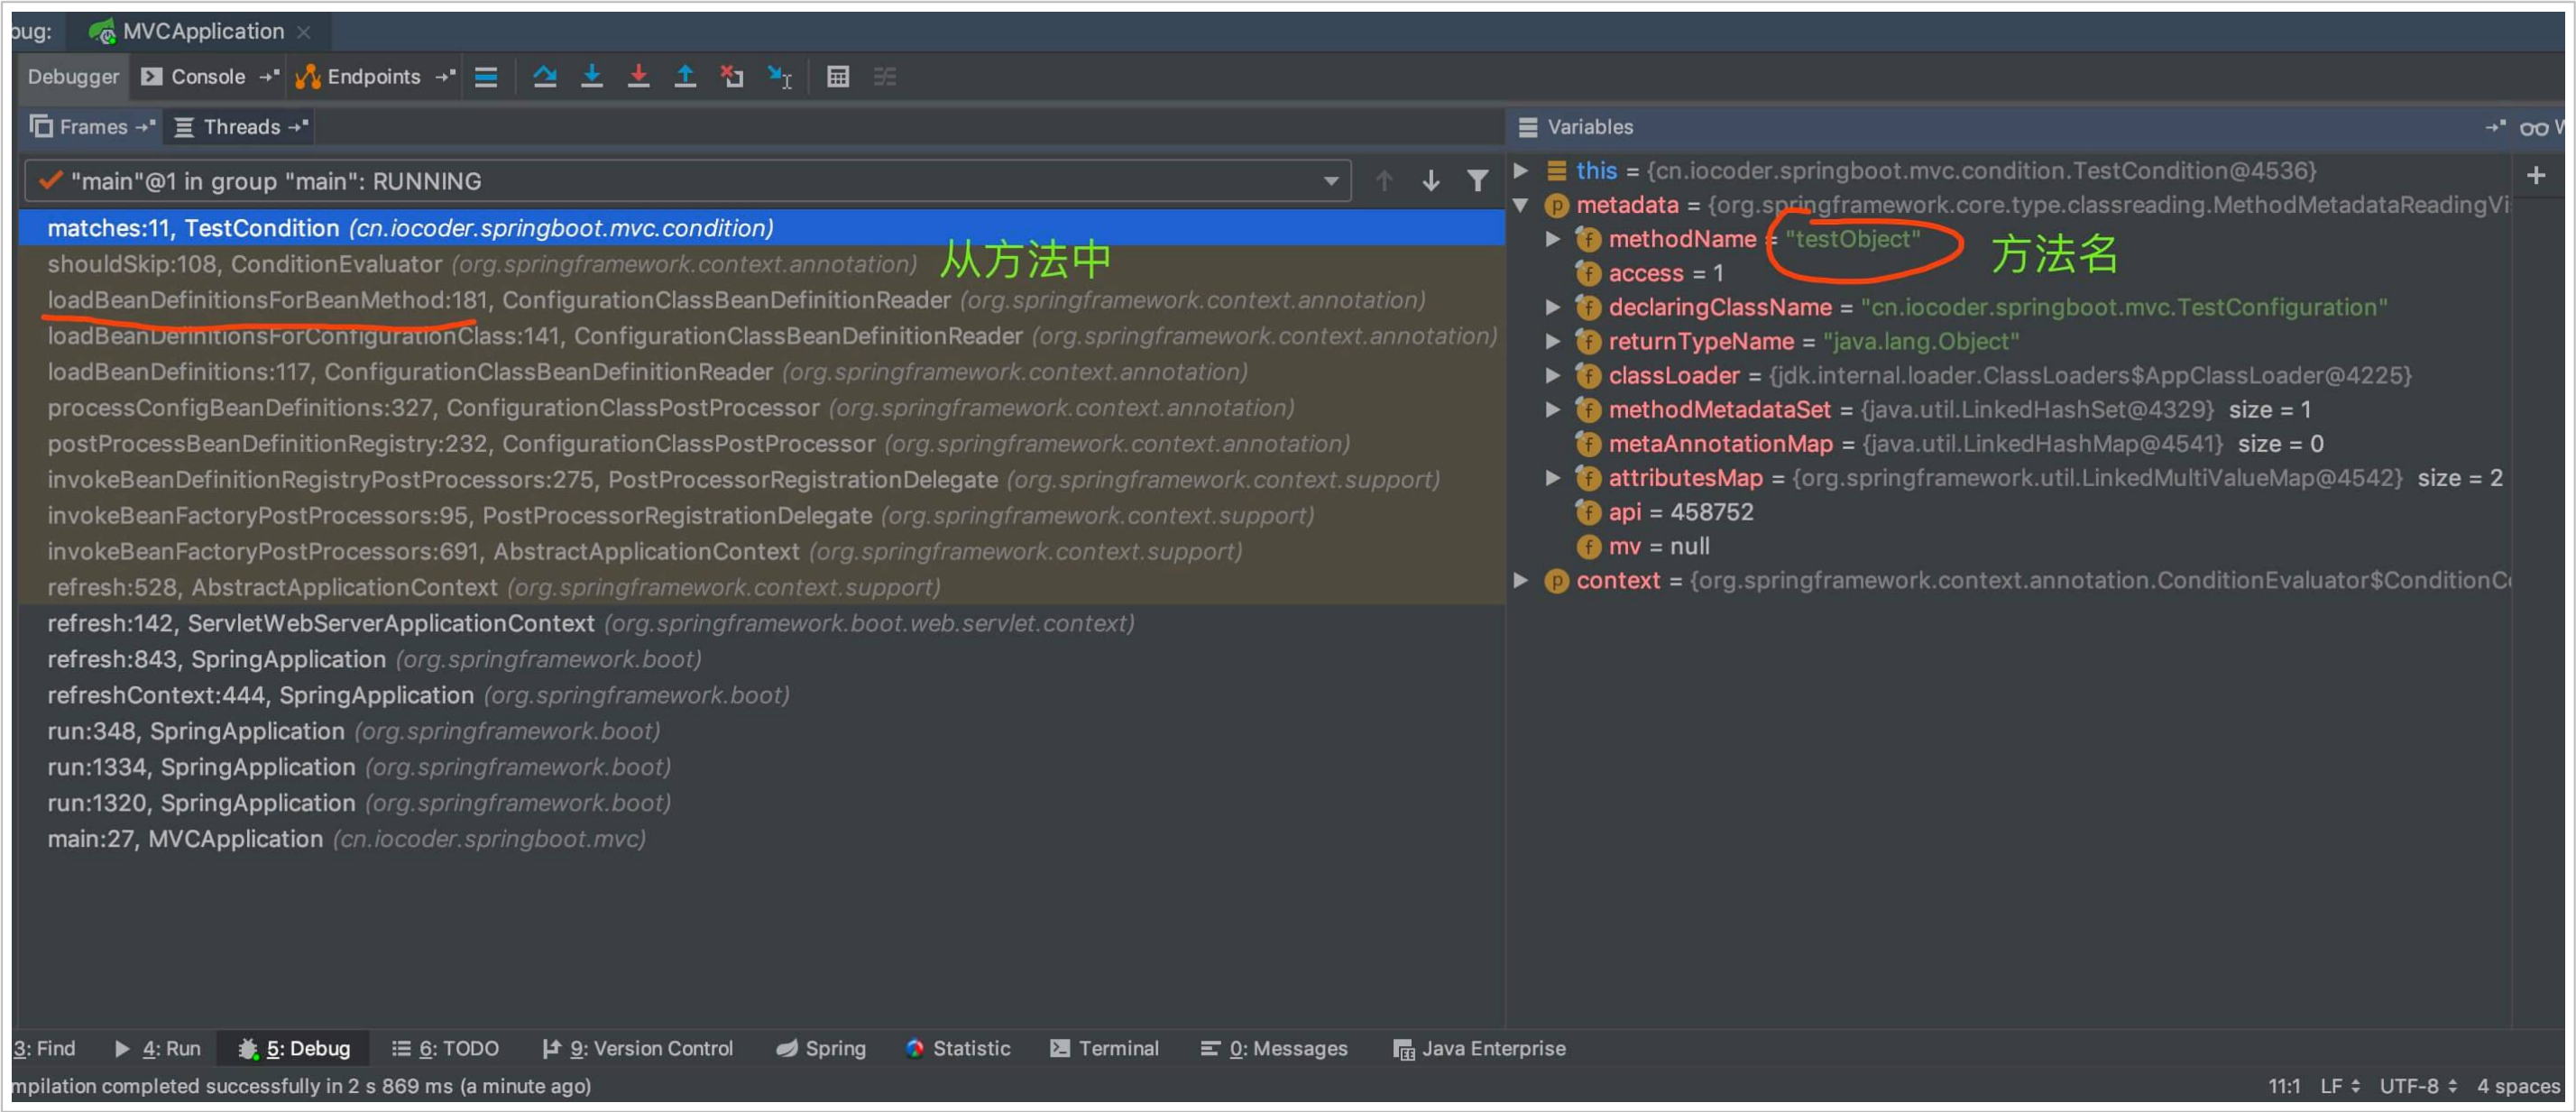 bug: MVCApplication
Debugger Console Endpoints
Frames Threads
"main"@1 in group "main": RUNNING
matches:11, TestCondition (cn.iocoder.springboot.mvc.condition)
shouldSkip:108, ConditionEvaluator (org.springframework.context.annotation) 从方法中
loadBeanDefinitionsForBeanMethod:181, ConfigurationClassBeanDefinitionReader (org.springframework.context.annotation)
loadBeanDefinitionsForConfigurationClass:141, ConfigurationClassBeanDefinitionReader (org.springframework.context.annotation)
loadBeanDefinitions:117, ConfigurationClassBeanDefinitionReader (org.springframework.context.annotation)
processConfigBeanDefinitions:327, ConfigurationClassPostProcessor (org.springframework.context.annotation)
postProcessBeanDefinitionRegistry:232, ConfigurationClassPostProcessor (org.springframework.context.annotation)
invokeBeanDefinitionRegistryPostProcessors:275, PostProcessorRegistrationDelegate (org.springframework.context.support)
invokeBeanFactoryPostProcessors:95, PostProcessorRegistrationDelegate (org.springframework.context.support)
invokeBeanFactoryPostProcessors:691, AbstractApplicationContext (org.springframework.context.support)
refresh:528, AbstractApplicationContext (org.springframework.context.support)
refresh:142, ServletWebServerApplicationContext (org.springframework.boot.web.servlet.context)
refresh:843, SpringApplication (org.springframework.boot)
refreshContext:444, SpringApplication (org.springframework.boot)
run:348, SpringApplication (org.springframework.boot)
run:1334, SpringApplication (org.springframework.boot)
run:1320, SpringApplication (org.springframework.boot)
main:27, MVCApplication (cn.iocoder.springboot.mvc)
Variables
this = {cn.iocoder.springboot.mvc.condition.TestCondition@4536}
metadata = {org.springframework.core.type.classreading.MethodMetadataReadingVi
methodName = "testObject" 方法名
access = 1
declaringClassName = "cn.iocoder.springboot.mvc.TestConfiguration"
returnTypeName = "java.lang.Object"
classLoader = {jdk.internal.loader.ClassLoaders$AppClassLoader@4225}
methodMetadataSet = {java.util.LinkedHashSet@4329} size = 1
metaAnnotationMap = {java.util.LinkedHashMap@4541} size = 0
attributesMap = {org.springframework.util.LinkedMultiValueMap@4542} size = 2
api = 458752
mv = null
context = {org.springframework.context.annotation.ConditionEvaluator$ConditionC
3: Find 4: Run 5: Debug 6: TODO 9: Version Control Spring Statistic Terminal 0: Messages Java Enterprise
mpilation completed successfully in 2 s 869 ms (a minute ago) 11:1 LF UTF-8 4 spaces